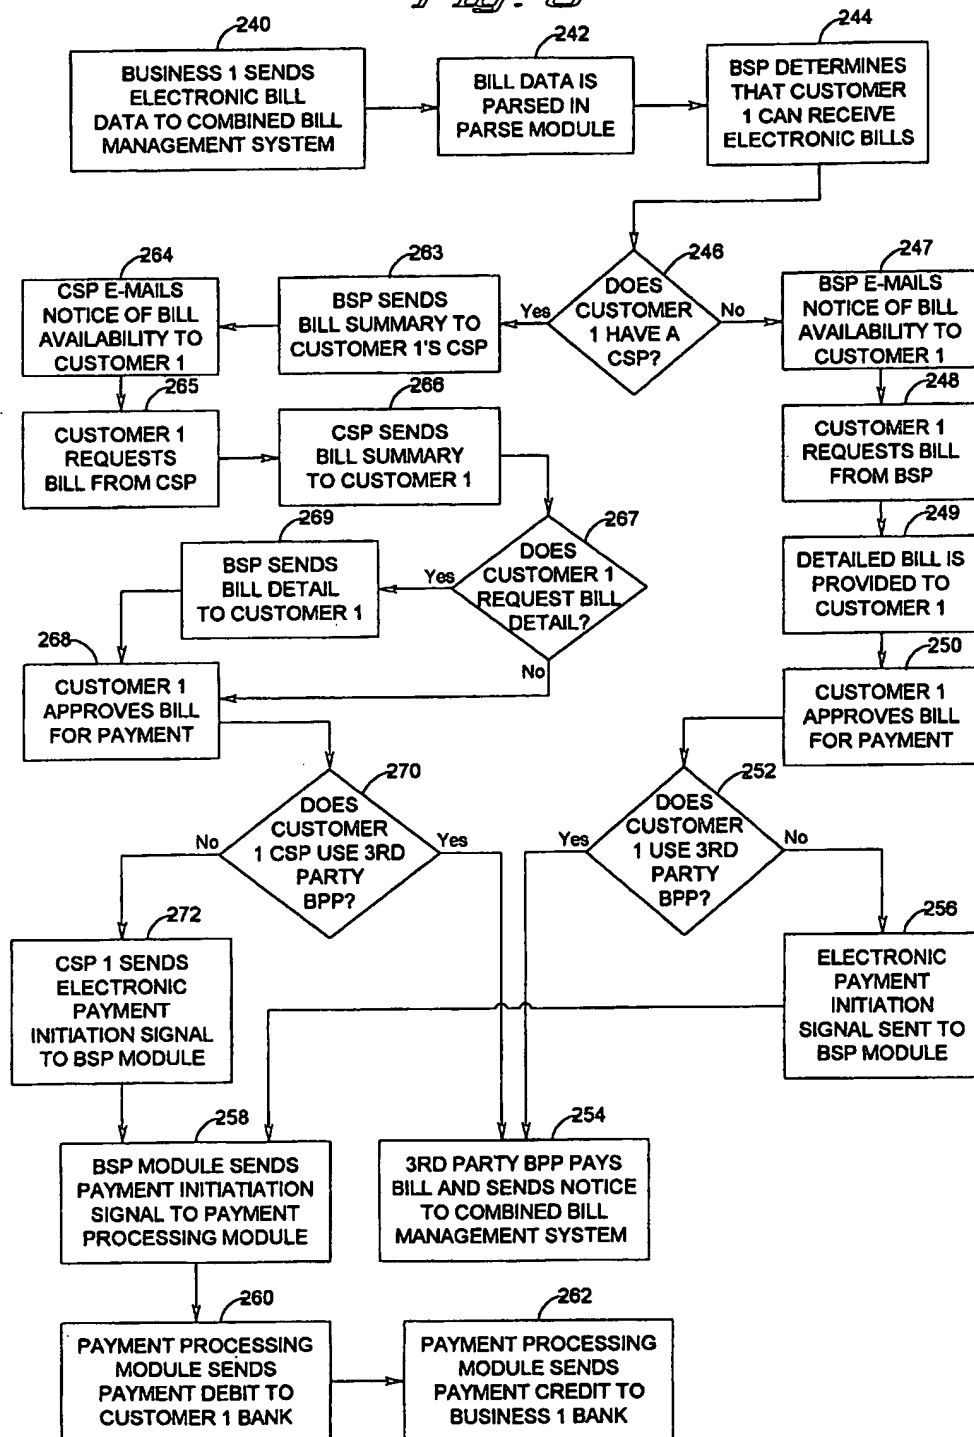 240
BUSINESS 1 SENDS
ELECTRONIC BILL
DATA TO COMBINED BILL
MANAGEMENT SYSTEM
242
BILL DATA IS
PARSED IN
PARSE MODULE
244
BSP DETERMINES
THAT CUSTOMER
1 CAN RECEIVE
ELECTRONIC BILLS
264
CSP E-MAILS
NOTICE OF BILL
AVAILABILITY TO
CUSTOMER 1
263
BSP SENDS
BILL SUMMARY TO
CUSTOMER 1'S CSP
Yes
246
DOES
CUSTOMER
1 HAVE A
CSP?
No
247
BSP E-MAILS
NOTICE OF BILL
AVAILABILITY TO
CUSTOMER 1
265
CUSTOMER 1
REQUESTS
BILL FROM CSP
266
CSP SENDS
BILL SUMMARY
TO CUSTOMER 1
248
CUSTOMER 1
REQUESTS BILL
FROM BSP
269
BSP SENDS
BILL DETAIL
TO CUSTOMER 1
Yes
267
DOES
CUSTOMER 1
REQUEST BILL
DETAIL?
No
249
DETAILED BILL IS
PROVIDED TO
CUSTOMER 1
268
CUSTOMER 1
APPROVES BILL
FOR PAYMENT
250
CUSTOMER 1
APPROVES BILL
FOR PAYMENT
No
270
DOES
CUSTOMER
1 CSP USE 3RD
PARTY
BPP?
Yes
Yes
252
DOES
CUSTOMER
1 USE 3RD
PARTY
BPP?
No
272
CSP 1 SENDS
ELECTRONIC
PAYMENT
INITIATION SIGNAL
TO BSP MODULE
256
ELECTRONIC
PAYMENT
INITIATION
SIGNAL SENT TO
BSP MODULE
258
BSP MODULE SENDS
PAYMENT INITIATIATION
SIGNAL TO PAYMENT
PROCESSING MODULE
254
3RD PARTY BPP PAYS
BILL AND SENDS NOTICE
TO COMBINED BILL
MANAGEMENT SYSTEM
260
PAYMENT PROCESSING
MODULE SENDS
PAYMENT DEBIT TO
CUSTOMER 1 BANK
262
PAYMENT PROCESSING
MODULE SENDS
PAYMENT CREDIT TO
BUSINESS 1 BANK